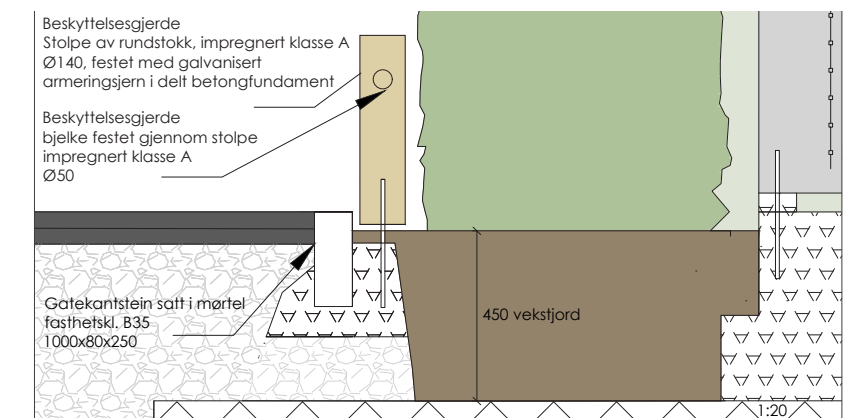 Beskyttelsesgjerde
Stolpe av rundstokk, impregnert klasse A
Ø140, festet med galvanisert
armeringsjern i delt betongfundament
Beskyttelsesgjerde
bjelke festet gjennom stolpe
impregnert klasse A
Ø50
Gatekantstein satt i mørtel
fasthetskl. B35
1000x80x250
450 vekstjord
1:20